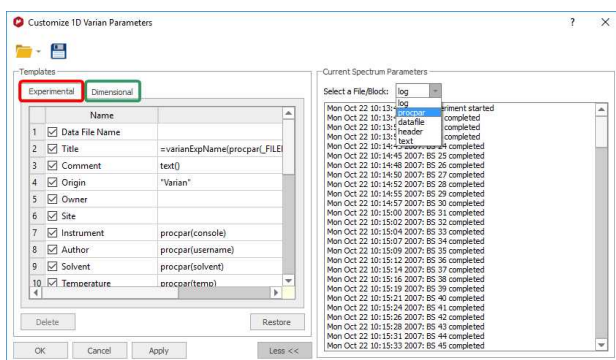 Customize 1D Varian Parameters
Templates
Experimental
Dimensional
Name
1 Data File Name
2 Title =varianExpName(procpar(_FILE
3 Comment text()
4 Origin "Varian"
5 Owner
6 Site
7 Instrument procpar(console)
8 Author procpar(username)
9 Solvent procpar(solvent)
10 Temperature procpar(temp)
Delete
Restore
OK
Cancel
Apply
Less <<
Current Spectrum Parameters
Select a File/Block: log
log
procpar
datafile
header
text
Mon Oct 22 10:13: eriment started
Mon Oct 22 10:13: completed
Mon Oct 22 10:13: completed
Mon Oct 22 10:13: completed
2007: BS 24 completed
Mon Oct 22 10:14:45 2007: BS 25 completed
Mon Oct 22 10:14:48 2007: BS 26 completed
Mon Oct 22 10:14:50 2007: BS 27 completed
Mon Oct 22 10:14:52 2007: BS 28 completed
Mon Oct 22 10:14:55 2007: BS 29 completed
Mon Oct 22 10:14:57 2007: BS 30 completed
Mon Oct 22 10:15:00 2007: BS 31 completed
Mon Oct 22 10:15:02 2007: BS 32 completed
Mon Oct 22 10:15:04 2007: BS 33 completed
Mon Oct 22 10:15:07 2007: BS 34 completed
Mon Oct 22 10:15:09 2007: BS 35 completed
Mon Oct 22 10:15:12 2007: BS 36 completed
Mon Oct 22 10:15:14 2007: BS 37 completed
Mon Oct 22 10:15:16 2007: BS 38 completed
Mon Oct 22 10:15:19 2007: BS 39 completed
Mon Oct 22 10:15:21 2007: BS 40 completed
Mon Oct 22 10:15:24 2007: BS 41 completed
Mon Oct 22 10:15:26 2007: BS 42 completed
Mon Oct 22 10:15:28 2007: BS 43 completed
Mon Oct 22 10:15:31 2007: BS 44 completed
Mon Oct 22 10:15:33 2007: BS 45 completed